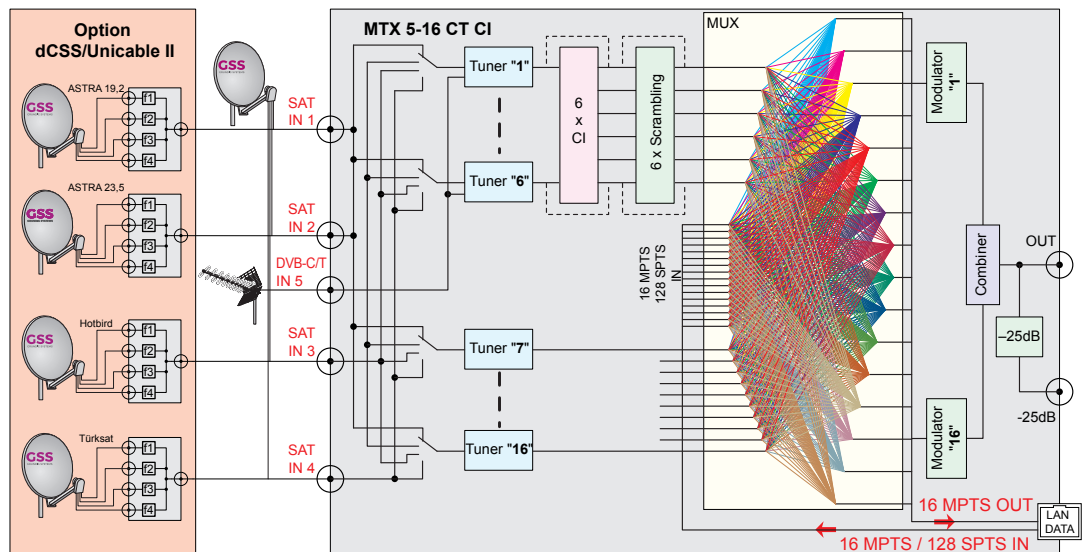 Option
dCSS/Unicable II
MTX 5-16 CT CI
MUX
GSS
ASTRA 19,2
GSS
f1
f2
f3
f4
SAT
IN 1
Tuner "1"
6 x CI
6 x Scrambling
Modulator
"1"
ASTRA 23,5
GSS
f1
f2
f3
f4
SAT
IN 2
Tuner "6"
DVB-C/T
IN 5
16 MPTS
128 SPTS
IN
Combiner
OUT
Hotbird
GSS
f1
f2
f3
f4
SAT
IN 3
Tuner "7"
–25dB
-25dB
Türksat
GSS
f1
f2
f3
f4
SAT
IN 4
Tuner "16"
Modulator
"16"
16 MPTS OUT
LAN
DATA
16 MPTS / 128 SPTS IN